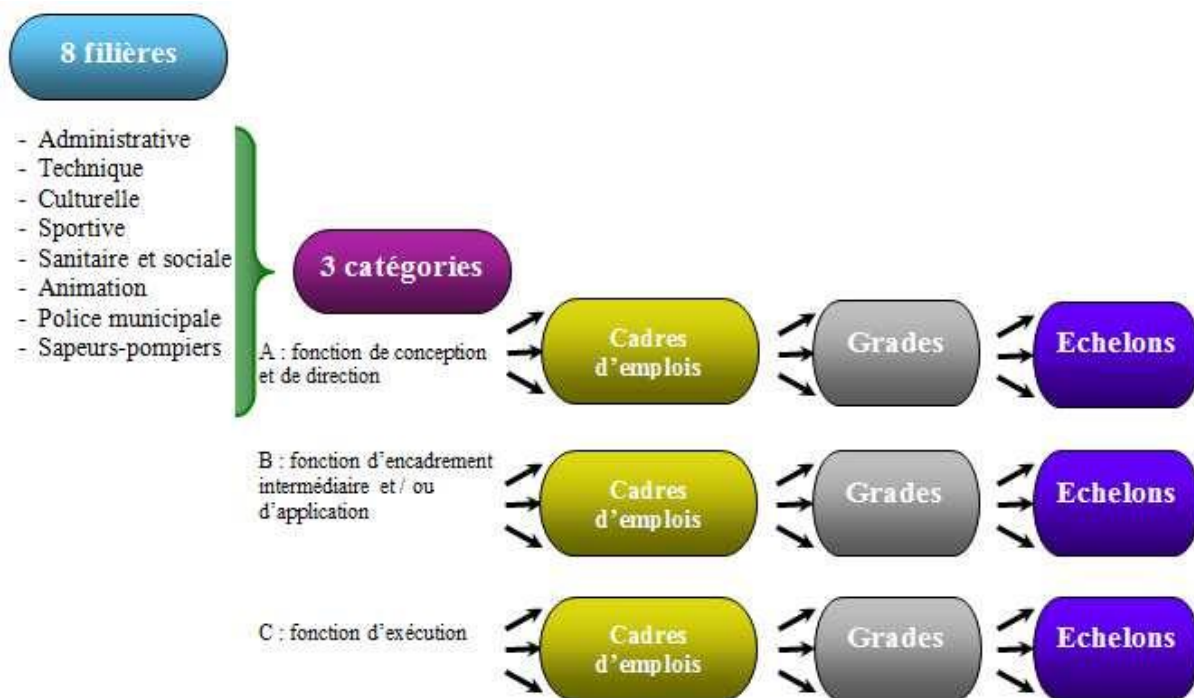 8 filières
- Administrative
- Technique
- Culturelle
- Sportive
- Sanitaire et sociale
- Animation
- Police municipale
- Sapeurs-pompiers
3 catégories
A : fonction de conception
et de direction
Cadres
d'emplois
Grades
Echelons
B : fonction d'encadrement
intermédiaire et / ou
d'application
Cadres
d'emplois
Grades
Echelons
C : fonction d'exécution
Cadres
d'emplois
Grades
Echelons